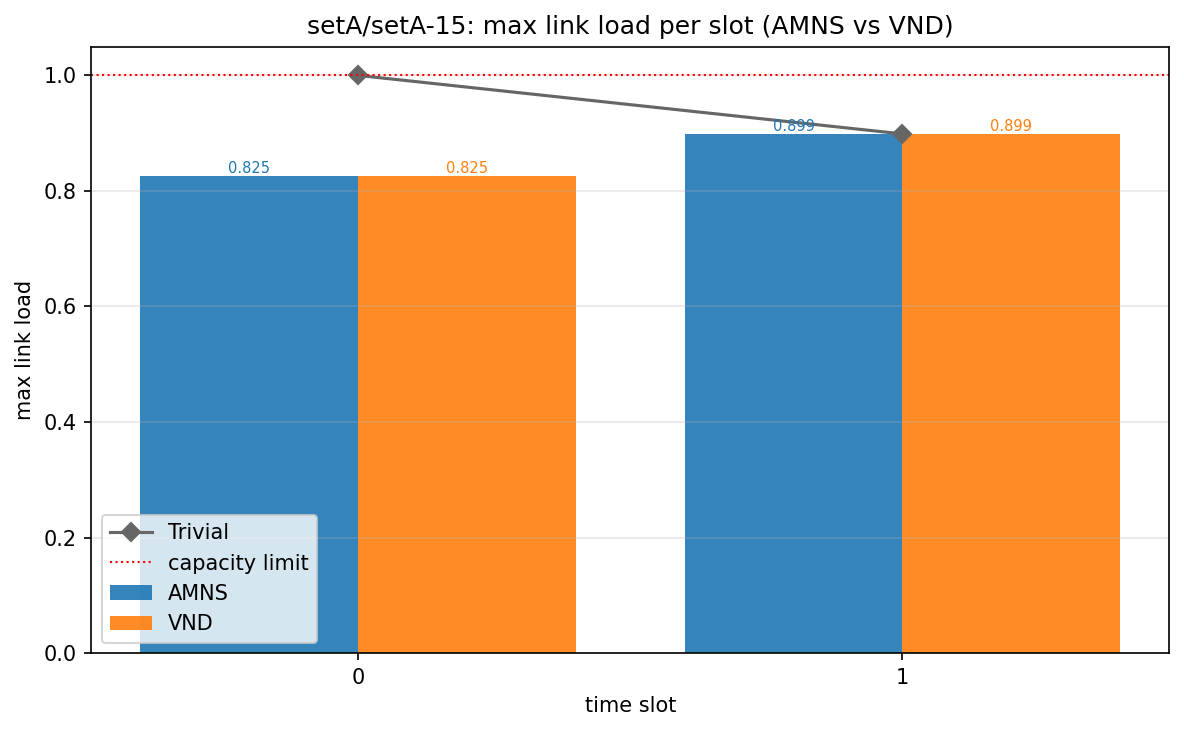 setA/setA-15: max link load per slot (AMNS vs VND)
max link load
1.0
0.8
0.6
0.4
0.2
0.0
0.825
0.825
0.899
0.899
Trivial
capacity limit
AMNS
VND
0
1
time slot